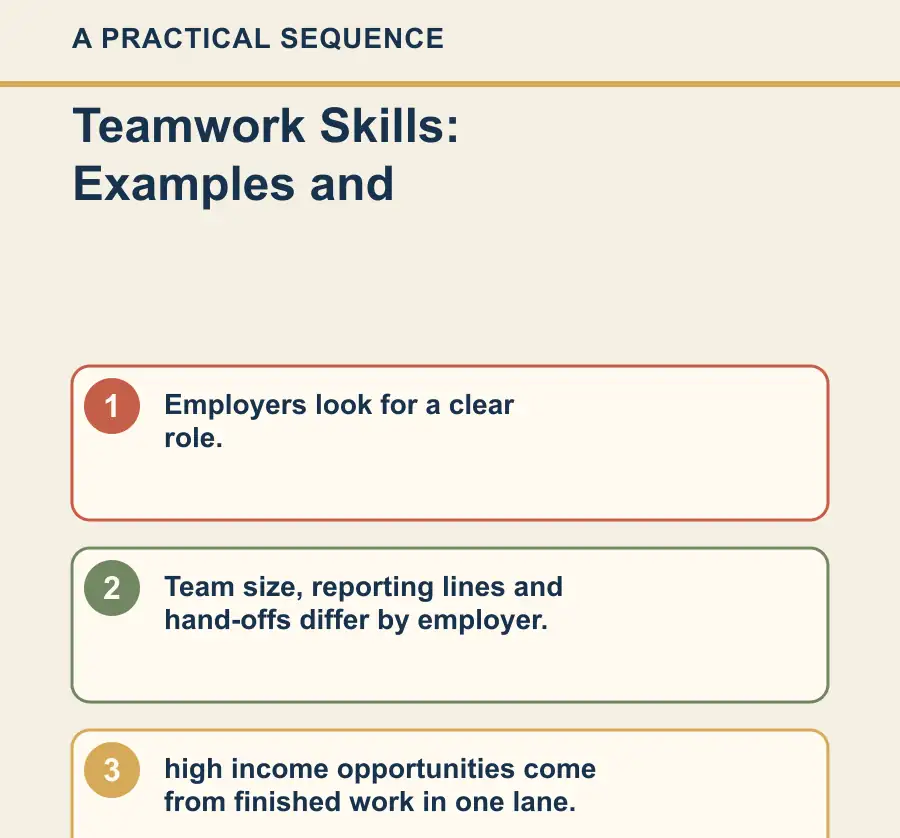 A PRACTICAL SEQUENCE
Teamwork Skills:
Examples and
1
Employers look for a clear
role.
2
Team size, reporting lines and
hand-offs differ by employer.
3
high income opportunities come
from finished work in one lane.